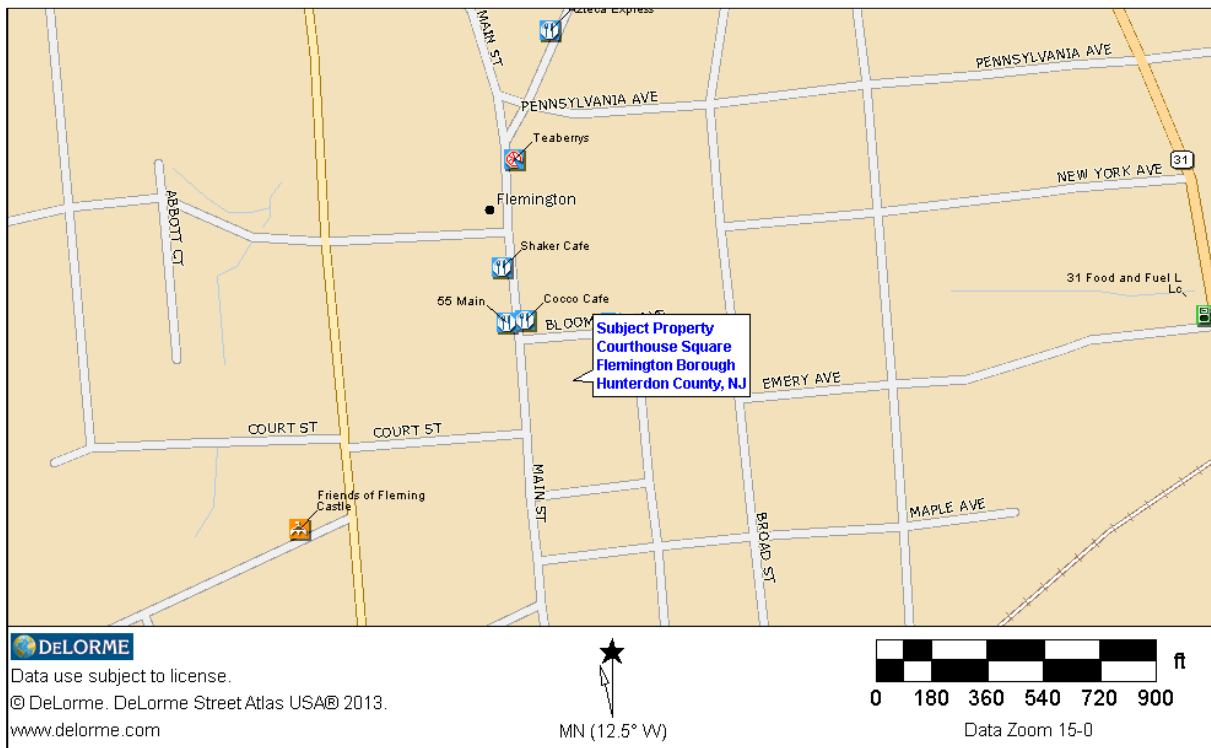 Azteca Express
MAIN ST
PENNSYLVANIA AVE
PENNSYLVANIA AVE
Teaberrys
31
NEW YORK AVE
ABBOTT CT
Flemington
Shaker Cafe
31 Food and Fuel L
Lc
55 Main
Cocco Cafe
BLOOM
AVE
Subject Property
Courthouse Square
Flemington Borough
Hunterdon County, NJ
EMERY AVE
COURT ST
COURT ST
MAIN ST
Friends of Fleming
Castle
BROAD ST
MAPLE AVE
DELORME
Data use subject to license.
© DeLorme. DeLorme Street Atlas USA® 2013.
www.delorme.com
MN (12.5° W)
ft
0 180 360 540 720 900
Data Zoom 15-0